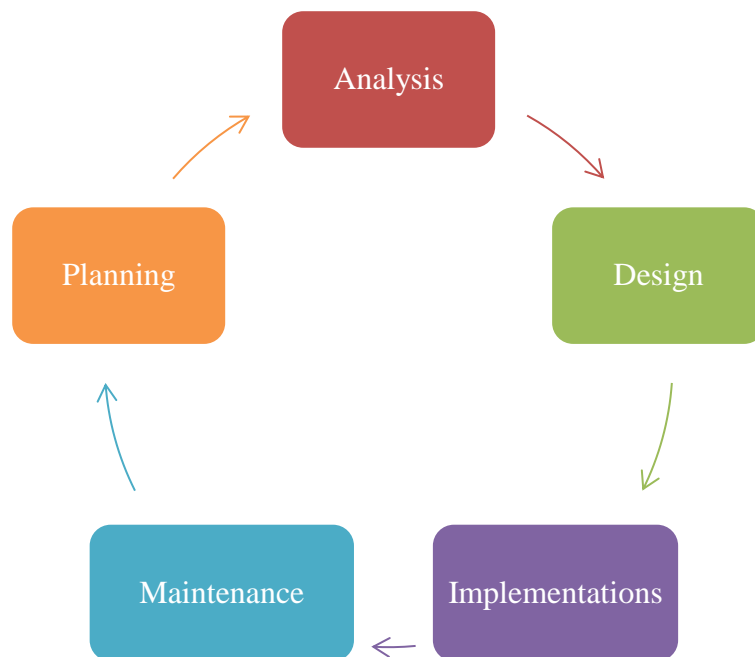 Analysis
Planning
Design
Maintenance
Implementations